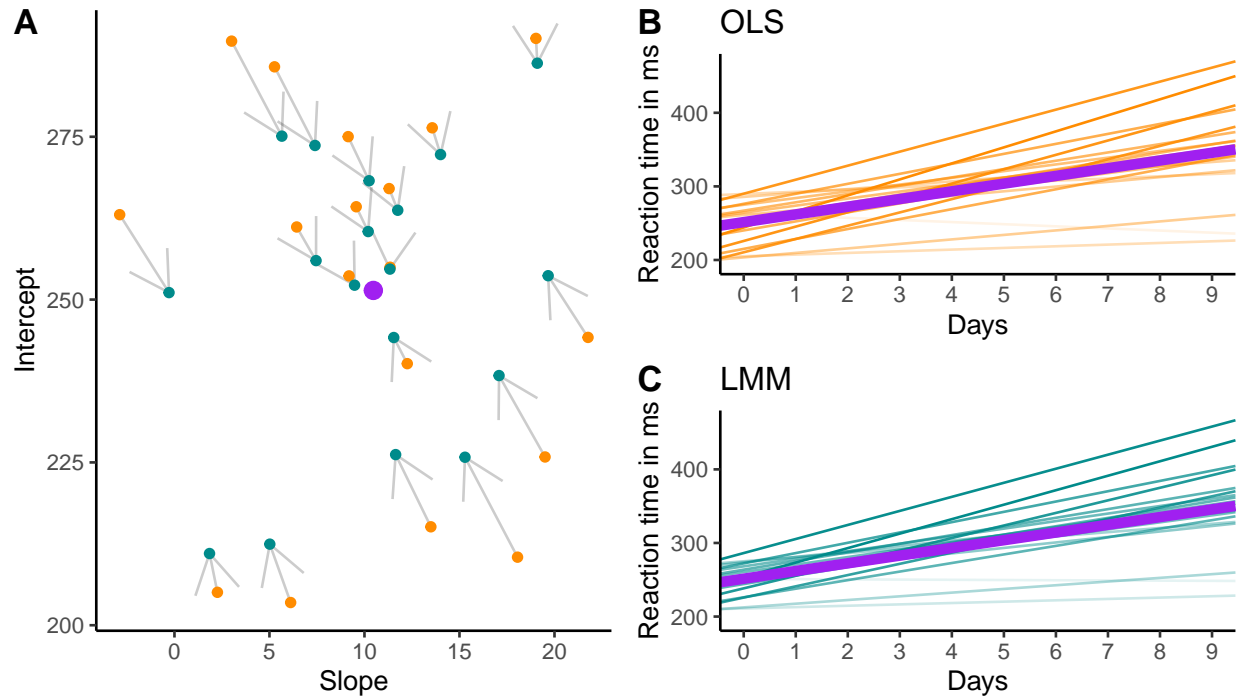 A
Intercept
275
250
225
200
0 5 10 15 20
Slope
B OLS
Reaction time in ms
400
300
200
0 1 2 3 4 5 6 7 8 9
Days
C LMM
Reaction time in ms
400
300
200
0 1 2 3 4 5 6 7 8 9
Days